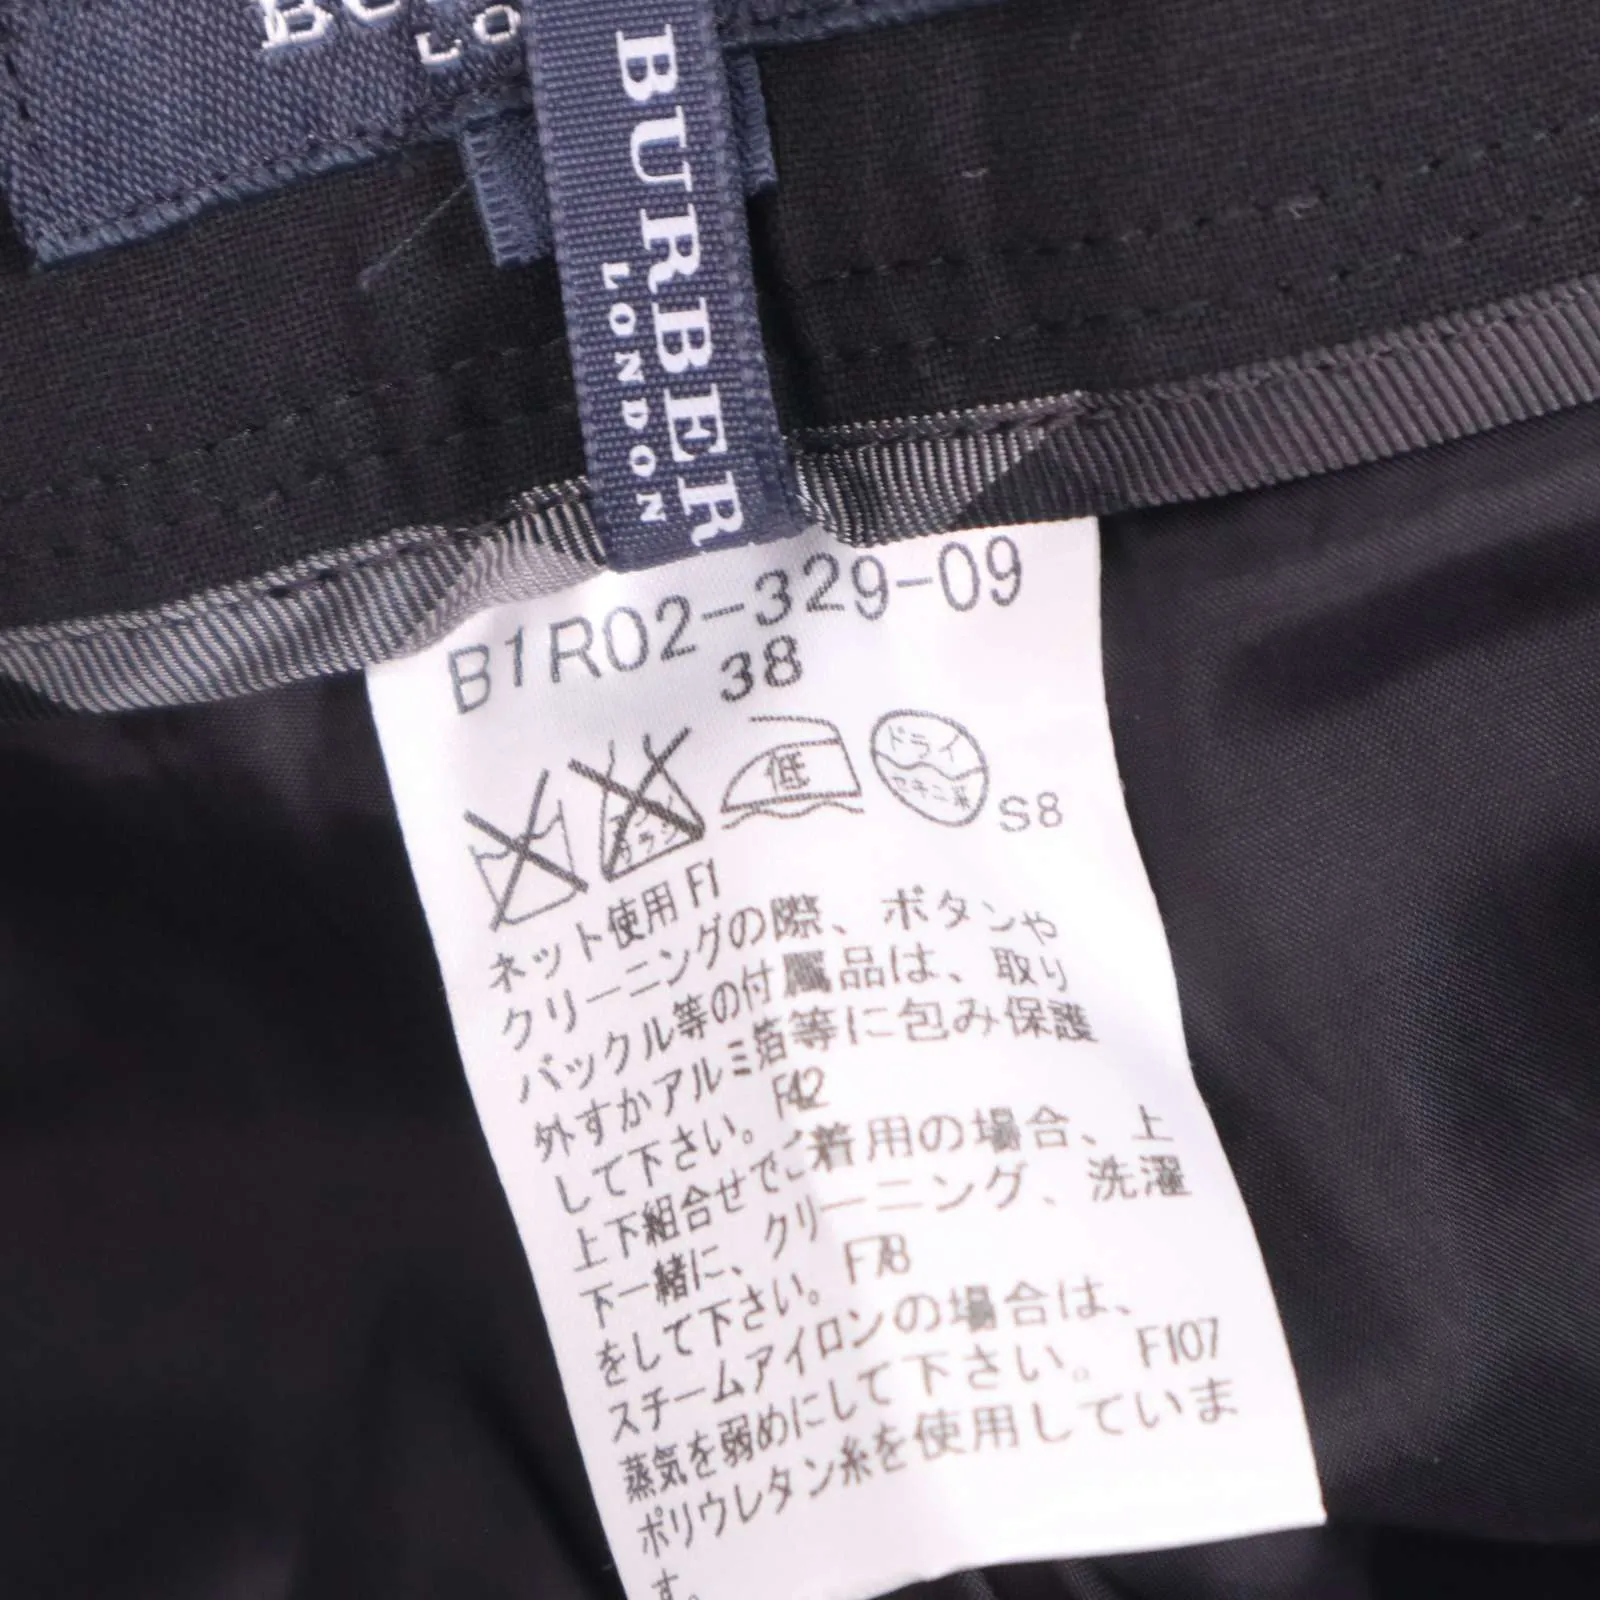 LO
BURBER
LONDON
B1R02-329-09
38
低
ドライ
セキユ系
S8
ネット使用 F1
クリーニングの際、ボタンや
バックル等の付属品は、取り
外すかアルミ箔等に包み保護
して下さい。 F42
上下組合せでご着用の場合、上
下一緒に、クリーニング、洗濯
をして下さい。 F78
スチームアイロンの場合は、
蒸気を弱めにして下さい。 F107
ポリウレタン糸を使用していま
す。